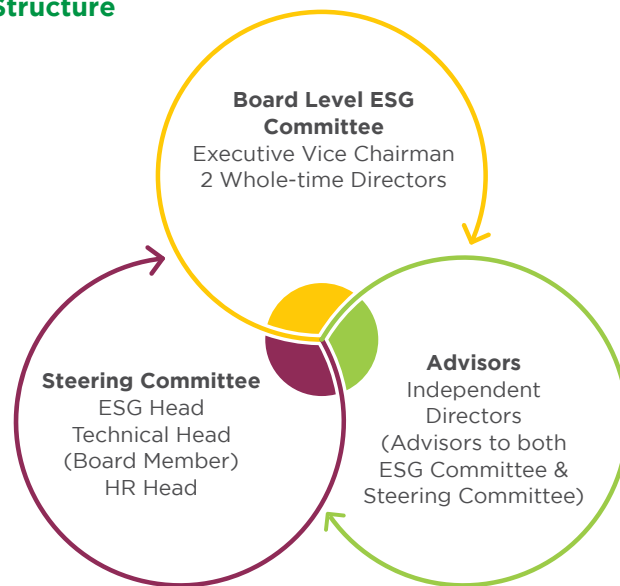 Structure
Board Level ESG
Committee
Executive Vice Chairman
2 Whole-time Directors
Steering Committee
ESG Head
Technical Head
(Board Member)
HR Head
Advisors
Independent
Directors
(Advisors to both
ESG Committee &
Steering Committee)